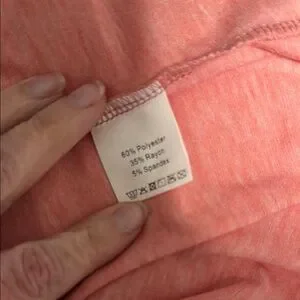 60% Polyester
35% Rayon
5% Spandex